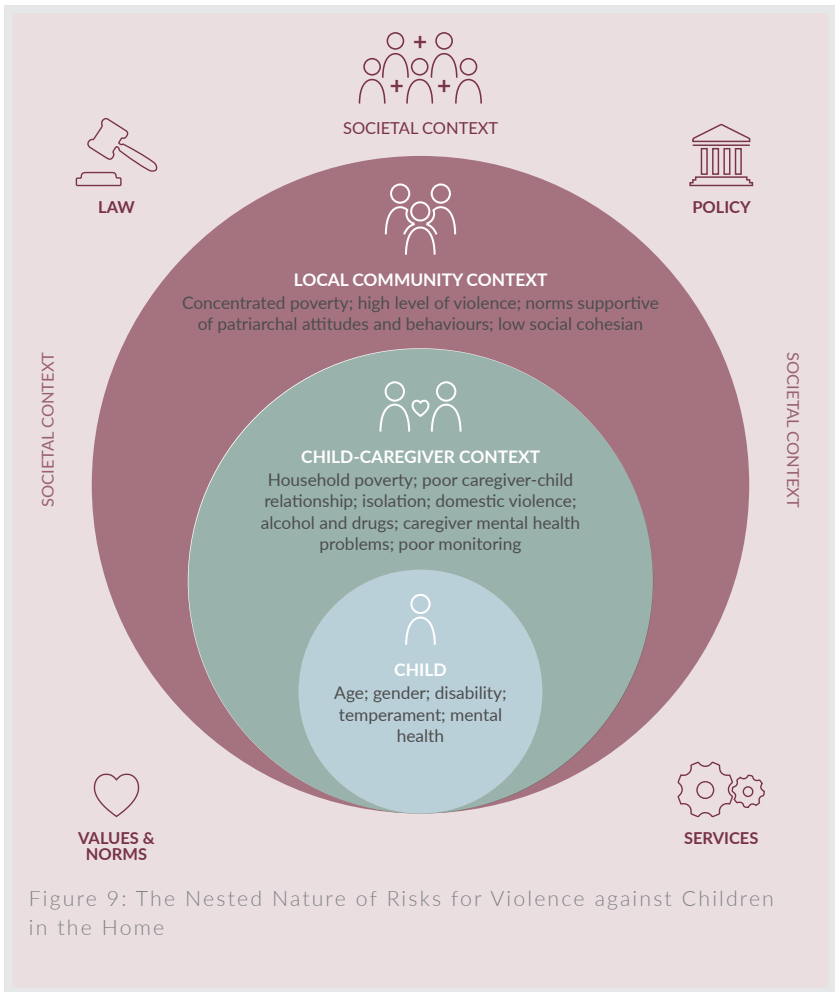 SOCIETAL CONTEXT
LAW
POLICY
LOCAL COMMUNITY CONTEXT
Concentrated poverty; high level of violence; norms supportive
of patriarchal attitudes and behaviours; low social cohesian
SOCIETAL CONTEXT
SOCIETAL CONTEXT
CHILD-CAREGIVER CONTEXT
Household poverty; poor caregiver-child
relationship; isolation; domestic violence;
alcohol and drugs; caregiver mental health
problems; poor monitoring
CHILD
Age; gender; disability;
temperament; mental
health
VALUES &
NORMS
SERVICES
Figure 9: The Nested Nature of Risks for Violence against Children
in the Home